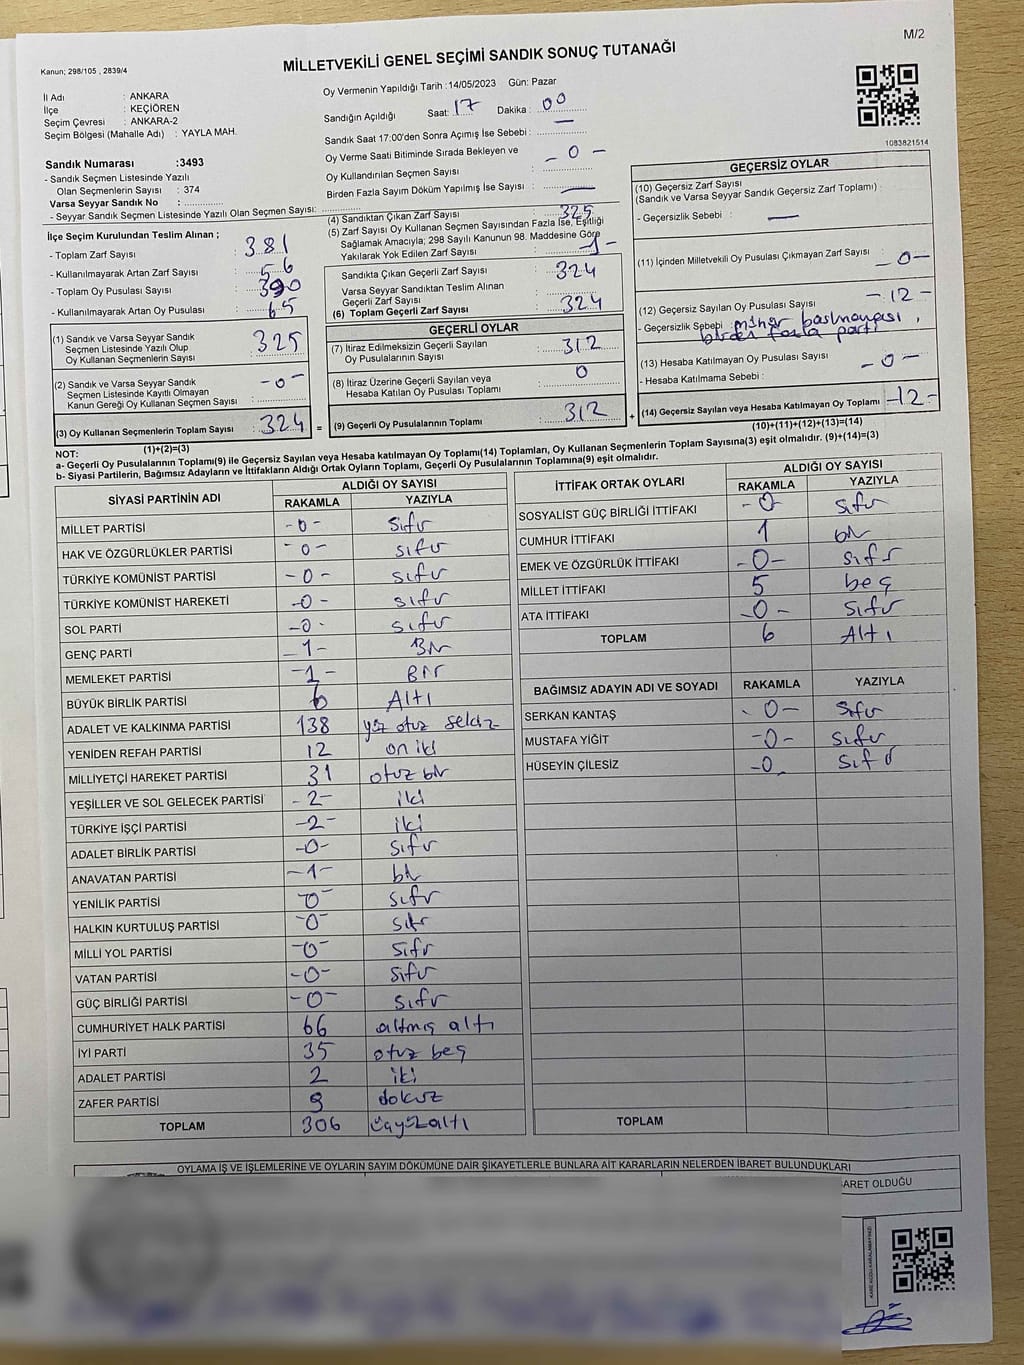 M/2
Kanun; 298/105 , 2839/4
MİLLETVEKİLİ GENEL SEÇİMİ SANDIK SONUÇ TUTANAĞI
İl Adı : ANKARA
İlçe : KEÇİÖREN
Seçim Çevresi : ANKARA-2
Seçim Bölgesi (Mahalle Adı) : YAYLA MAH.
Oy Vermenin Yapıldığı Tarih :14/05/2023 Gün: Pazar
Sandığın Açıldığı Saat: 17 Dakika : 00
Sandık Saat 17:00'den Sonra Açımış İse Sebebi : —
Oy Verme Saati Bitiminde Sırada Bekleyen ve
Oy Kullandırılan Seçmen Sayısı : - 0 -
Birden Fazla Sayım Döküm Yapılmış İse Sayısı : —
1083821514
Sandık Numarası :3493
- Sandık Seçmen Listesinde Yazılı
Olan Seçmenlerin Sayısı : 374
Varsa Seyyar Sandık No :
- Seyyar Sandık Seçmen Listesinde Yazılı Olan Seçmen Sayısı:
İlçe Seçim Kurulundan Teslim Alınan ;
- Toplam Zarf Sayısı : 381
- Kullanılmayarak Artan Zarf Sayısı : 56
- Toplam Oy Pusulası Sayısı : 390
- Kullanılmayarak Artan Oy Pusulası : 65
(1) Sandık ve Varsa Seyyar Sandık
Seçmen Listesinde Yazılı Olup
Oy Kullanan Seçmenlerin Sayısı : 325
(2) Sandık ve Varsa Seyyar Sandık
Seçmen Listesinde Kayıtlı Olmayan
Kanun Gereği Oy Kullanan Seçmen Sayısı : -0-
(3) Oy Kullanan Seçmenlerin Toplam Sayısı : 324
(1)+(2)=(3)
(4) Sandıktan Çıkan Zarf Sayısı : 325
(5) Zarf Sayısı Oy Kullanan Seçmen Sayısından Fazla İse, Eşitliği
Sağlamak Amacıyla; 298 Sayılı Kanunun 98. Maddesine Göre
Yakılarak Yok Edilen Zarf Sayısı : -1-
Sandıkta Çıkan Geçerli Zarf Sayısı : 324
Varsa Seyyar Sandıktan Teslim Alınan
Geçerli Zarf Sayısı :
(6) Toplam Geçerli Zarf Sayısı : 324
GEÇERLİ OYLAR
(7) İtiraz Edilmeksizin Geçerli Sayılan
Oy Pusulalarının Sayısı : 312
(8) İtiraz Üzerine Geçerli Sayılan veya
Hesaba Katılan Oy Pusulası Toplamı : 0
= (9) Geçerli Oy Pusulalarının Toplamı : 312
GEÇERSİZ OYLAR
(10) Geçersiz Zarf Sayısı
(Sandık ve Varsa Seyyar Sandık Geçersiz Zarf Toplamı) :
- Geçersizlik Sebebi : —
(11) İçinden Milletvekili Oy Pusulası Çıkmayan Zarf Sayısı - 0 -
(12) Geçersiz Sayılan Oy Pusulası Sayısı - 12 -
- Geçersizlik Sebebi : mühür basılmaması ,
birden fazla parti
(13) Hesaba Katılmayan Oy Pusulası Sayısı - 0 -
- Hesaba Katılmama Sebebi :
+ (14) Geçersiz Sayılan veya Hesaba Katılmayan Oy Toplamı -12-
(10)+(11)+(12)+(13)=(14)
NOT:
a- Geçerli Oy Pusulalarının Toplamı(9) ile Geçersiz Sayılan veya Hesaba katılmayan Oy Toplamı(14) Toplamları, Oy Kullanan Seçmenlerin Toplam Sayısına(3) eşit olmalıdır. (9)+(14)=(3)
b- Siyasi Partilerin, Bağımsız Adayların ve İttifakların Aldığı Ortak Oyların Toplamı, Geçerli Oy Pusulalarının Toplamına(9) eşit olmalıdır.
SİYASİ PARTİNİN ADI ALDIĞI OY SAYISI
RAKAMLA YAZIYLA
MİLLET PARTİSİ -0- sıfır
HAK VE ÖZGÜRLÜKLER PARTİSİ -0- sıfır
TÜRKİYE KOMÜNİST PARTİSİ -0- sıfır
TÜRKİYE KOMÜNİST HAREKETİ -0- sıfır
SOL PARTİ -0- sıfır
GENÇ PARTİ -1- Bir
MEMLEKET PARTİSİ -1- Bir
BÜYÜK BİRLİK PARTİSİ 6 Altı
ADALET VE KALKINMA PARTİSİ 138 yüz otuz sekiz
YENİDEN REFAH PARTİSİ 12 on iki
MİLLİYETÇİ HAREKET PARTİSİ 31 otuz bir
YEŞİLLER VE SOL GELECEK PARTİSİ -2- iki
TÜRKİYE İŞÇİ PARTİSİ -2- iki
ADALET BİRLİK PARTİSİ -0- sıfır
ANAVATAN PARTİSİ -1- bir
YENİLİK PARTİSİ -0- sıfır
HALKIN KURTULUŞ PARTİSİ -0- sıfır
MİLLİ YOL PARTİSİ -0- sıfır
VATAN PARTİSİ -0- sıfır
GÜÇ BİRLİĞİ PARTİSİ -0- sıfır
CUMHURİYET HALK PARTİSİ 66 altmış altı
İYİ PARTİ 35 otuz beş
ADALET PARTİSİ 2 iki
ZAFER PARTİSİ 9 dokuz
TOPLAM 306 üçyüzaltı
İTTİFAK ORTAK OYLARI ALDIĞI OY SAYISI
RAKAMLA YAZIYLA
SOSYALİST GÜÇ BİRLİĞİ İTTİFAKI -0- sıfır
CUMHUR İTTİFAKI 1 bir
EMEK VE ÖZGÜRLÜK İTTİFAKI -0- sıfır
MİLLET İTTİFAKI 5 beş
ATA İTTİFAKI -0- sıfır
TOPLAM 6 Altı
BAĞIMSIZ ADAYIN ADI VE SOYADI RAKAMLA YAZIYLA
SERKAN KANTAŞ -0- sıfır
MUSTAFA YİĞİT -0- sıfır
HÜSEYİN ÇİLESİZ -0 sıfır
TOPLAM
OYLAMA İŞ VE İŞLEMLERİNE VE OYLARIN SAYIM DÖKÜMÜNE DAİR ŞİKAYETLERLE BUNLARA AİT KARARLARIN NELERDEN İBARET BULUNDUKLARI
ARET OLDUĞU